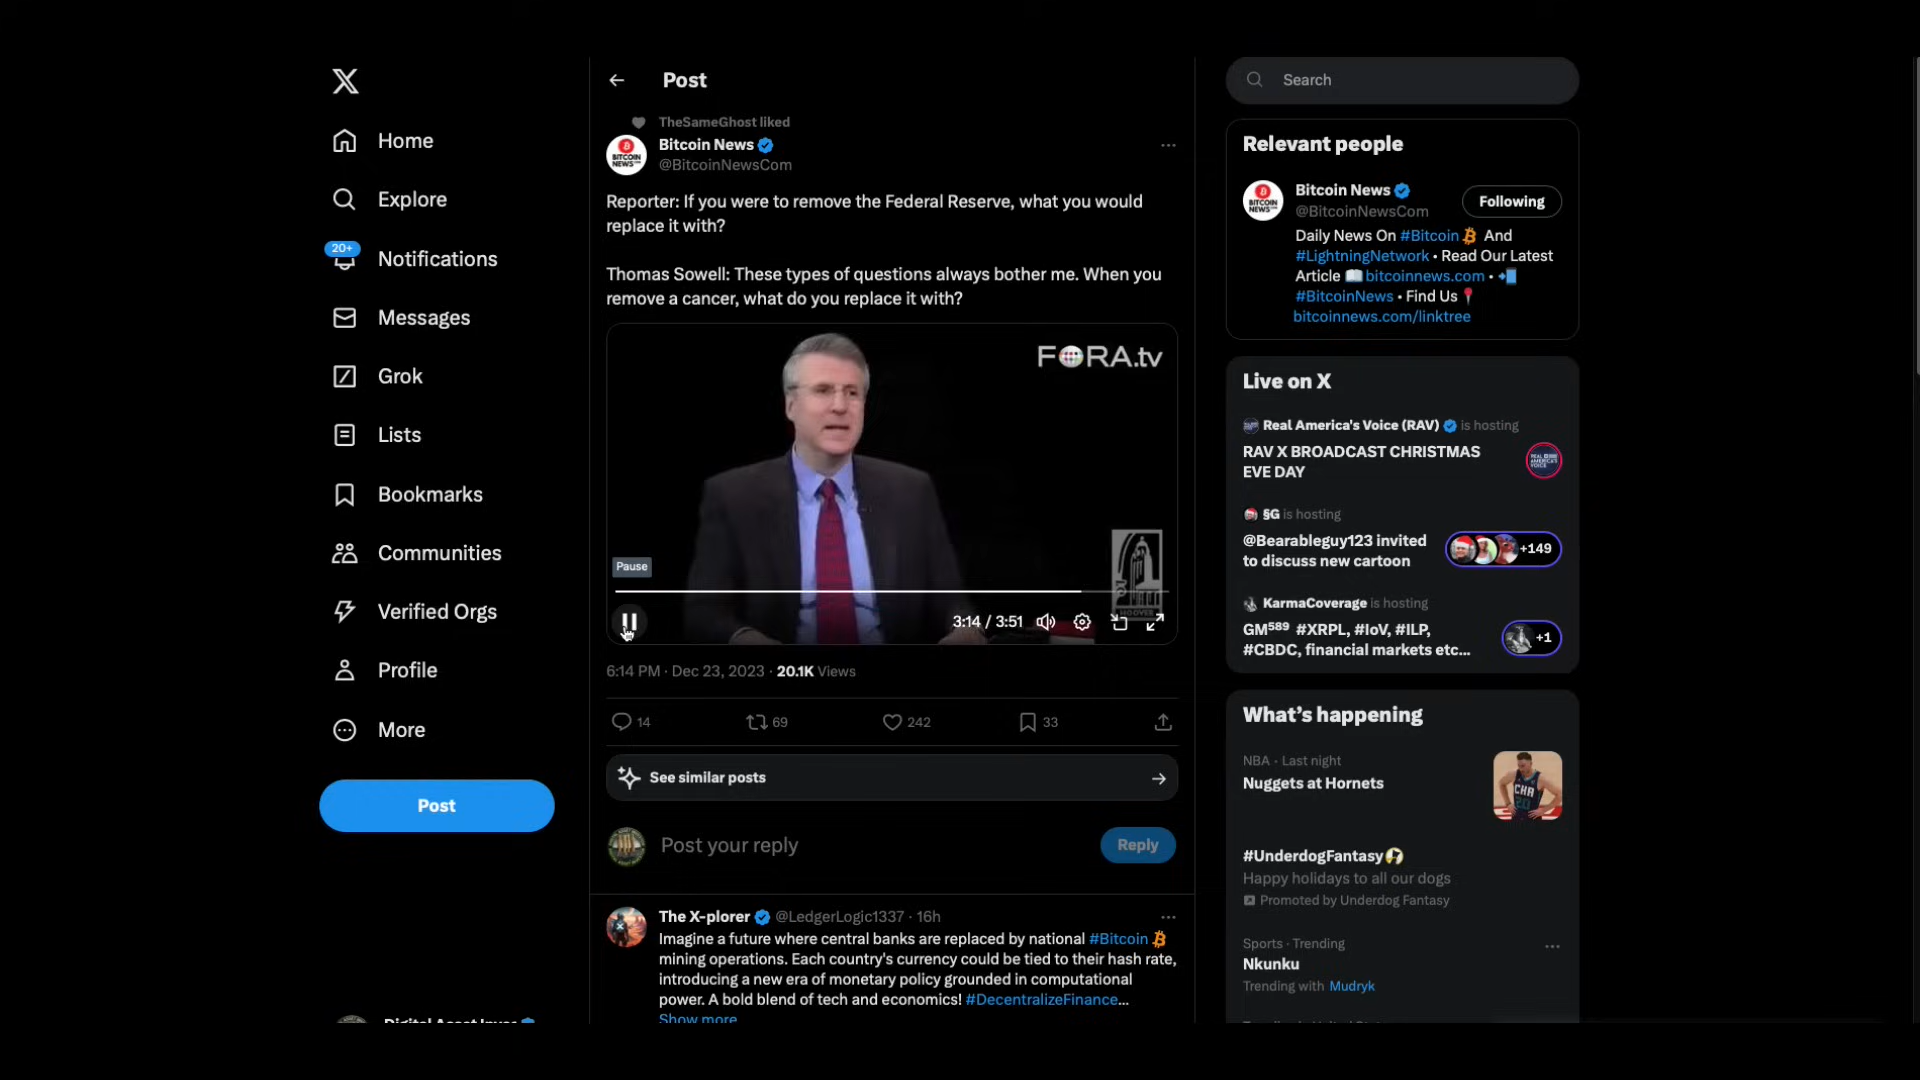 Home
Explore
20+
Notifications
Messages
Grok
Lists
Bookmarks
Communities
Verified Orgs
Profile
More
Post
Post
TheSameGhost liked
Bitcoin News
@BitcoinNewsCom
Reporter: If you were to remove the Federal Reserve, what you would
replace it with?
Thomas Sowell: These types of questions always bother me. When you
remove a cancer, what do you replace it with?
FORA.tv
Pause
HOOVER
3:14 / 3:51
6:14 PM · Dec 23, 2023 · 20.1K Views
14
69
242
33
See similar posts
Post your reply
Reply
The X-plorer @LedgerLogic1337 · 16h
Imagine a future where central banks are replaced by national #Bitcoin
mining operations. Each country's currency could be tied to their hash rate,
introducing a new era of monetary policy grounded in computational
power. A bold blend of tech and economics! #DecentralizeFinance...
Show more
Search
Relevant people
Bitcoin News
@BitcoinNewsCom
Following
Daily News On #Bitcoin And
#LightningNetwork • Read Our Latest
Article bitcoinnews.com •
#BitcoinNews • Find Us
bitcoinnews.com/linktree
Live on X
Real America's Voice (RAV) is hosting
RAV X BROADCAST CHRISTMAS
EVE DAY
§G is hosting
@Bearableguy123 invited
to discuss new cartoon
+149
KarmaCoverage is hosting
GM⁵⁸⁹ #XRPL, #IoV, #ILP,
#CBDC, financial markets etc...
+1
What's happening
NBA · Last night
Nuggets at Hornets
CHA
20
#UnderdogFantasy
Happy holidays to all our dogs
Promoted by Underdog Fantasy
Sports · Trending
Nkunku
Trending with Mudryk